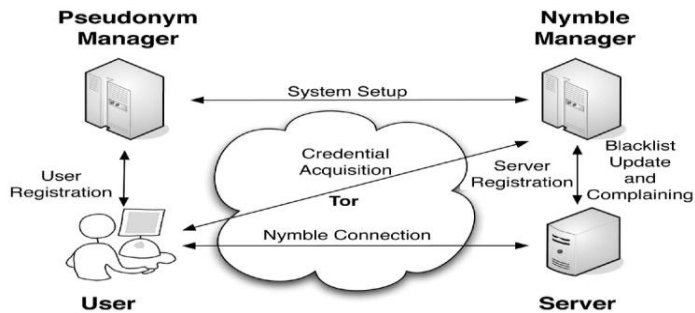 Pseudonym
Manager
Nymble
Manager
System Setup
User
Registration
Credential
Acquisition
Tor
Server
Registration
Blacklist
Update
and
Complaining
Nymble Connection
User
Server